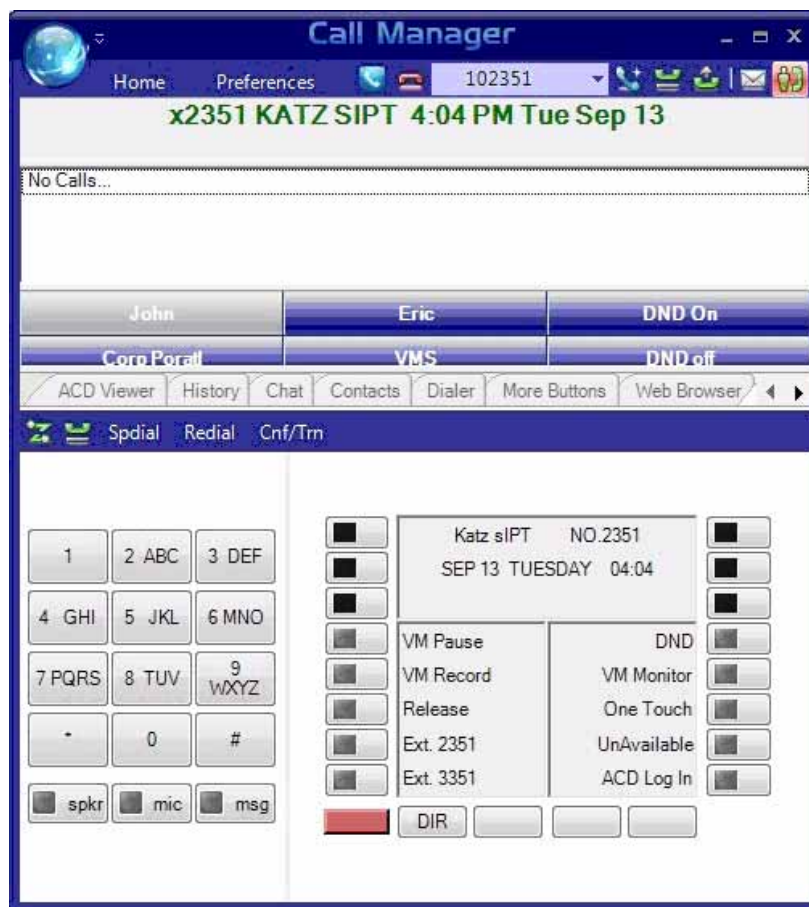 Call Manager
Home Preferences 102351
x2351 KATZ SIPT 4:04 PM Tue Sep 13
No Calls...
John Eric DND On
Corp Poratl VMS DND off
ACD Viewer History Chat Contacts Dialer More Buttons Web Browser
Spdial Redial Cnf/Trn
Katz sIPT NO.2351
1 2 ABC 3 DEF
SEP 13 TUESDAY 04:04
4 GHI 5 JKL 6 MNO
VM Pause DND
7 PQRS 8 TUV 9 WXYZ
VM Record VM Monitor
Release One Touch
* 0 #
Ext. 2351 UnAvailable
Ext. 3351 ACD Log In
spkr mic msg
DIR